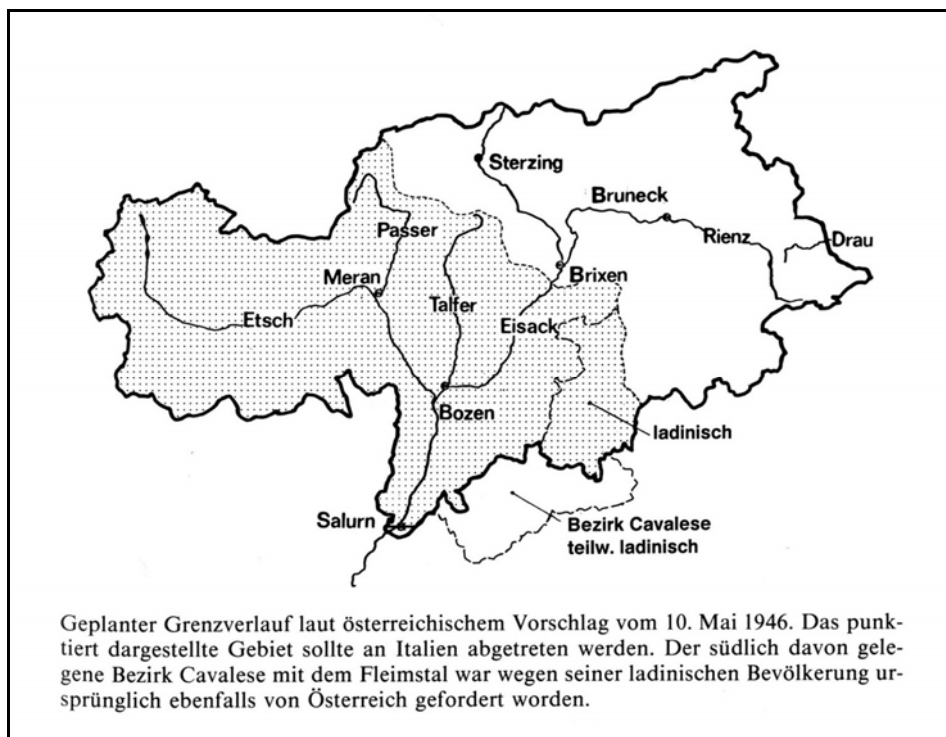 Sterzing
Bruneck
Rienz
Drau
Passer
Brixen
Meran
Talfer
Eisack
Etsch
Bozen
ladinisch
Salurn
Bezirk Cavalese
teilw. ladinisch
Geplanter Grenzverlauf laut österreichischem Vorschlag vom 10. Mai 1946. Das punk-
tiert dargestellte Gebiet sollte an Italien abgetreten werden. Der südlich davon gele-
gene Bezirk Cavalese mit dem Fleimstal war wegen seiner ladinischen Bevölkerung ur-
sprünglich ebenfalls von Österreich gefordert worden.